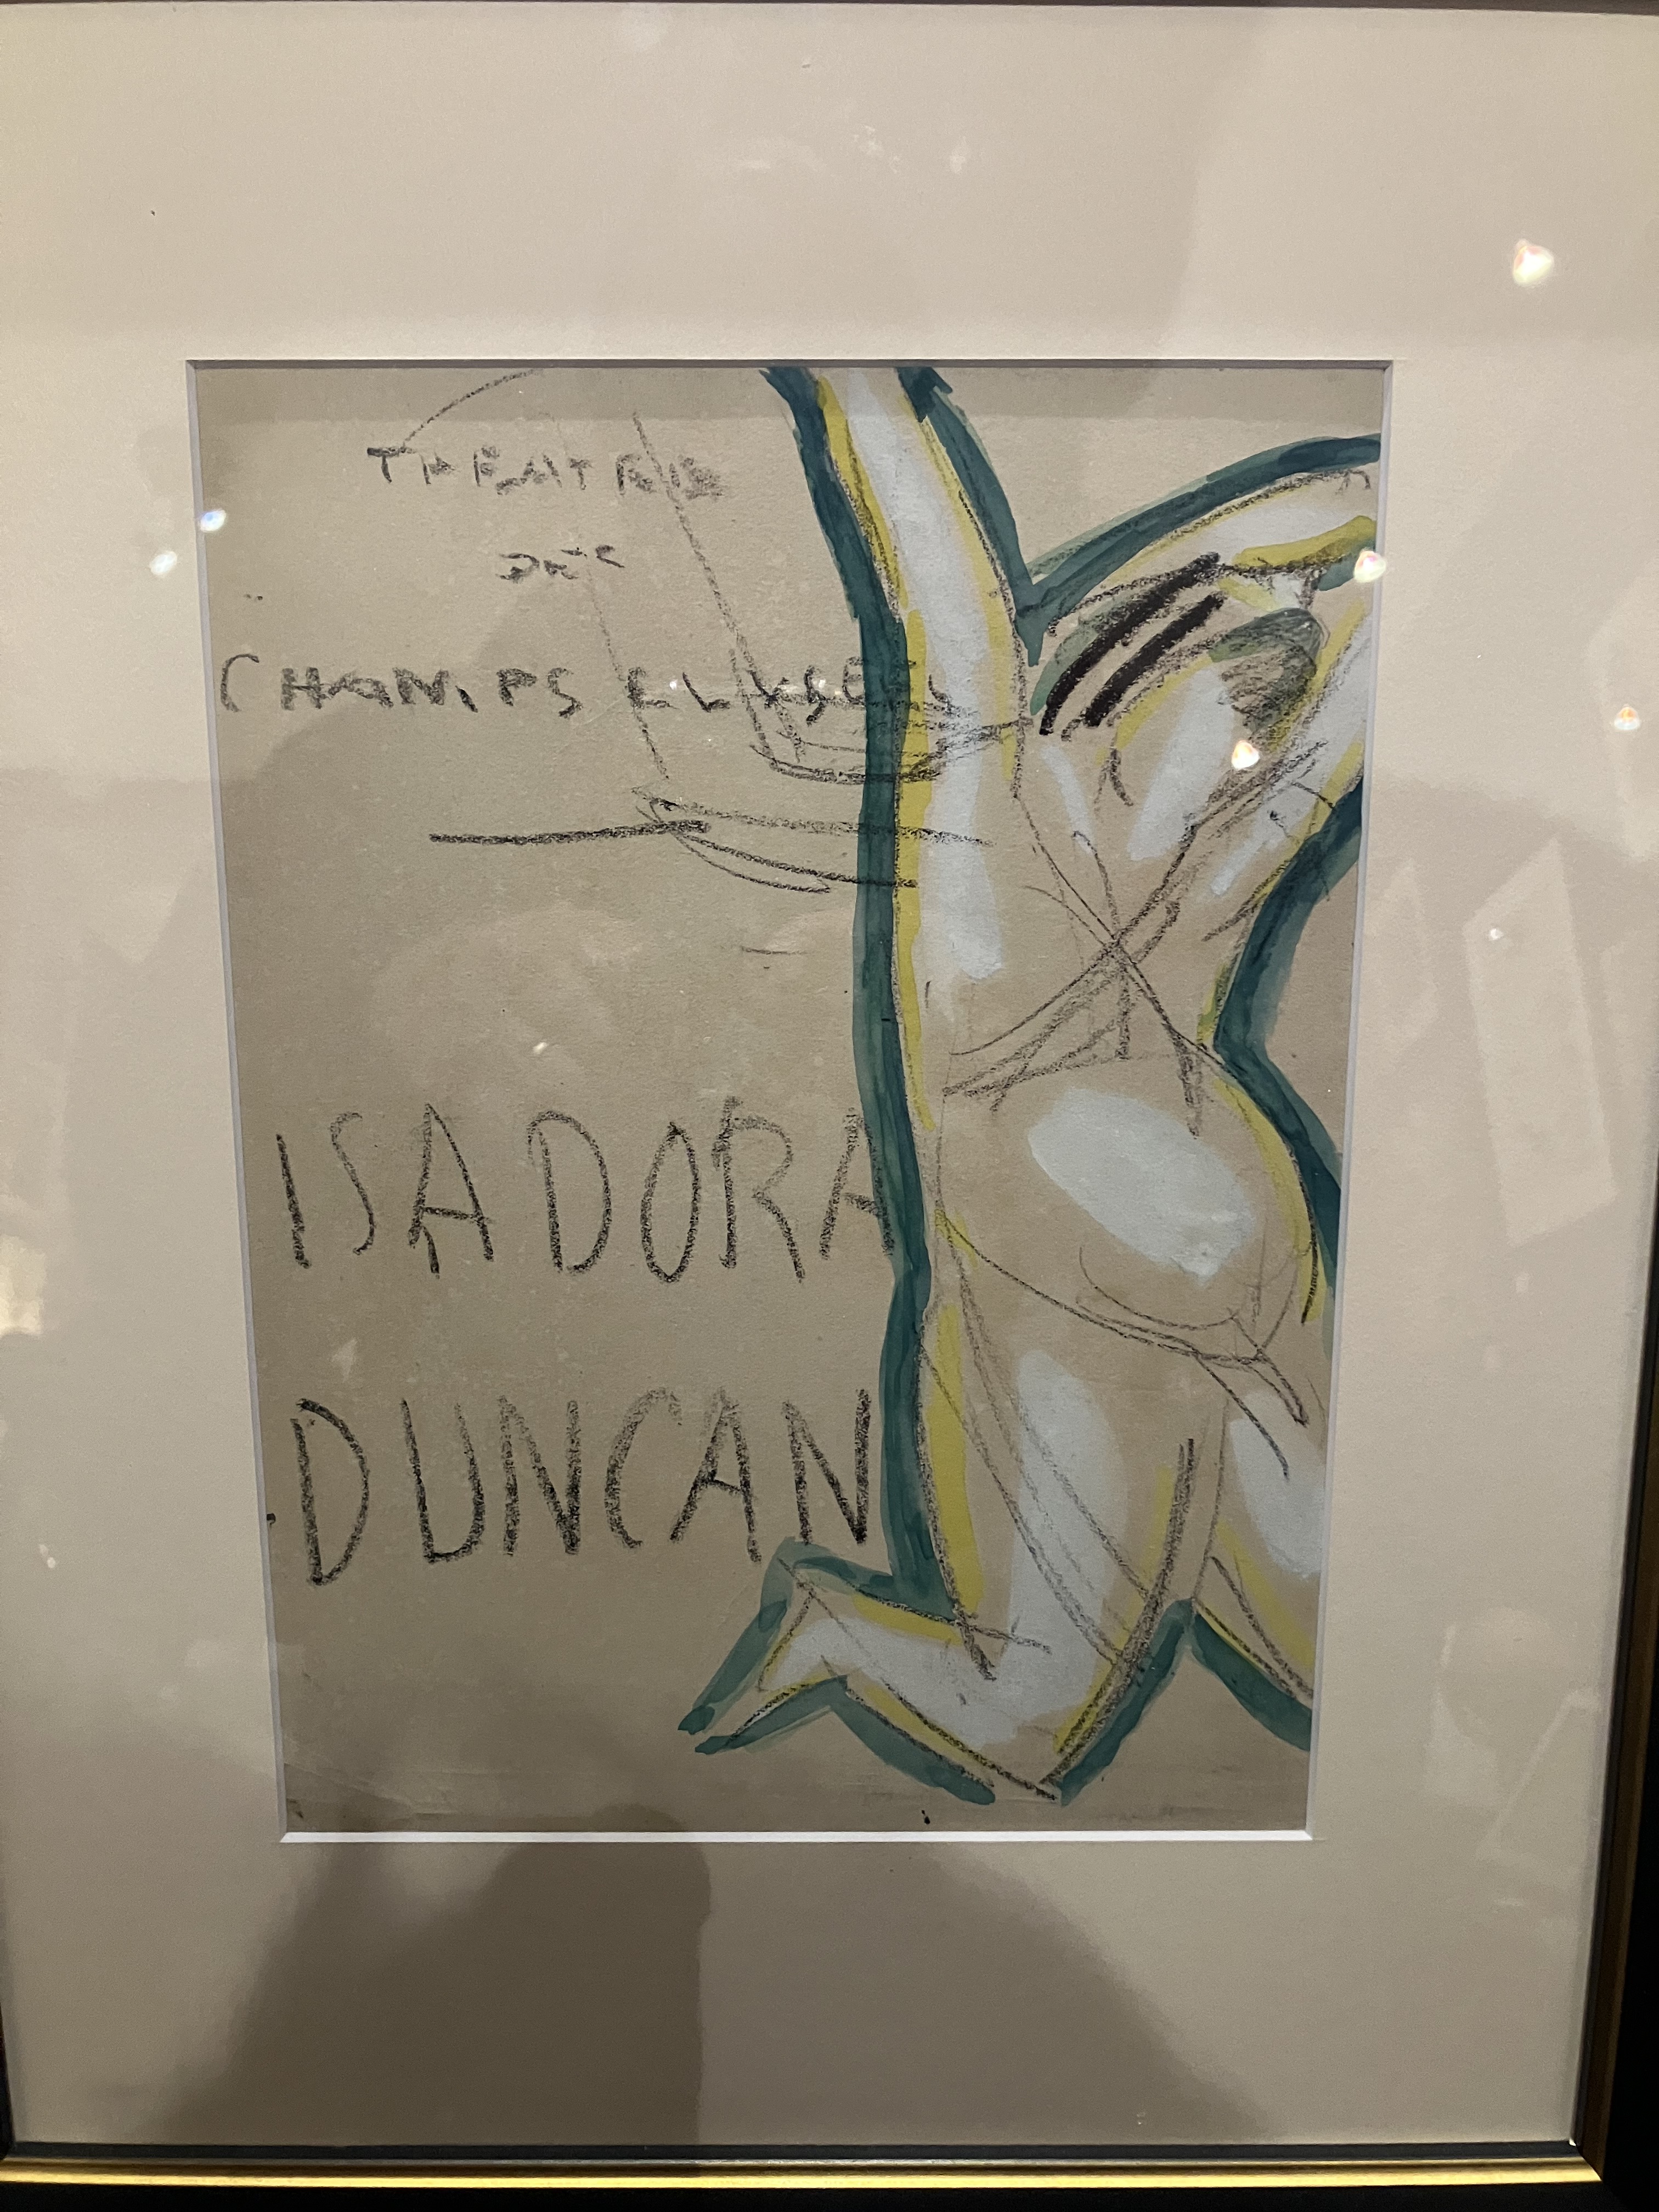 THEATRE
DES
CHAMPS ELYSEES
ISADORA
DUNCAN